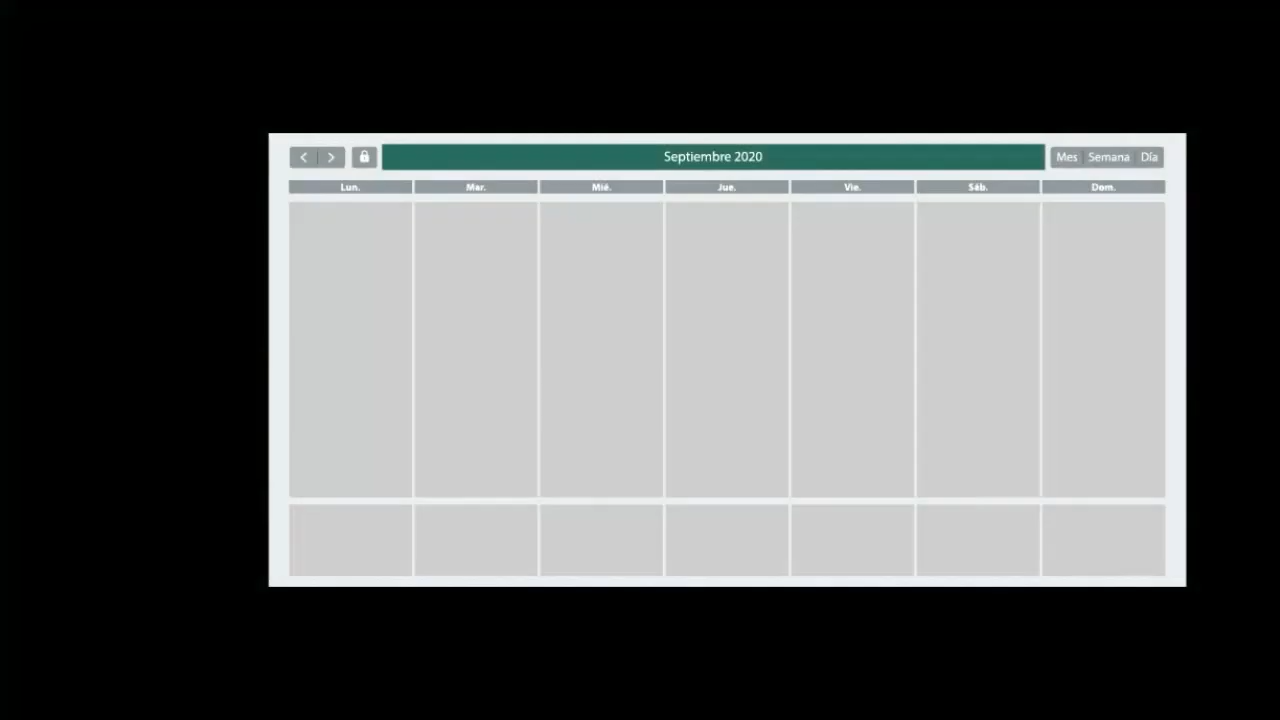 Septiembre 2020
Mes Semana Día
Lun. Mar. Mié. Jue. Vie. Sáb. Dom.